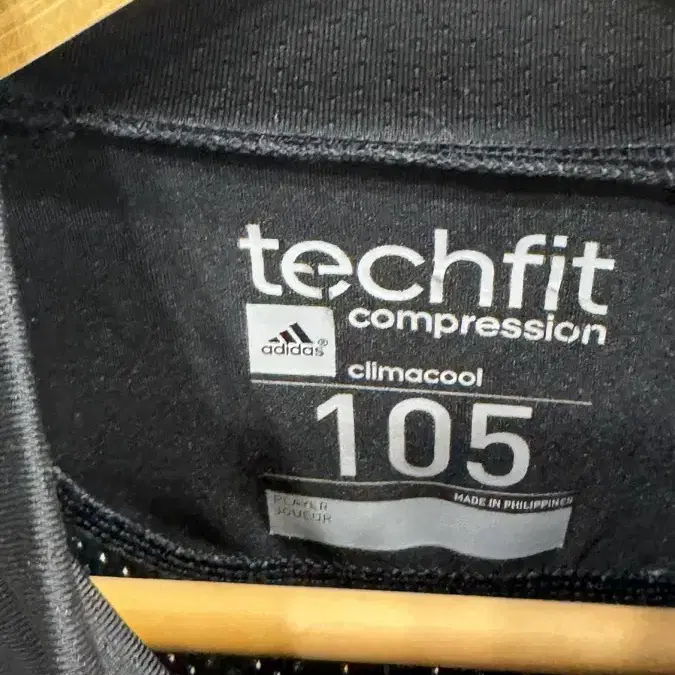 techfit
compression
adidas®
climacool
105
MADE IN PHILIPPINES
PLAYER
JOUEUR